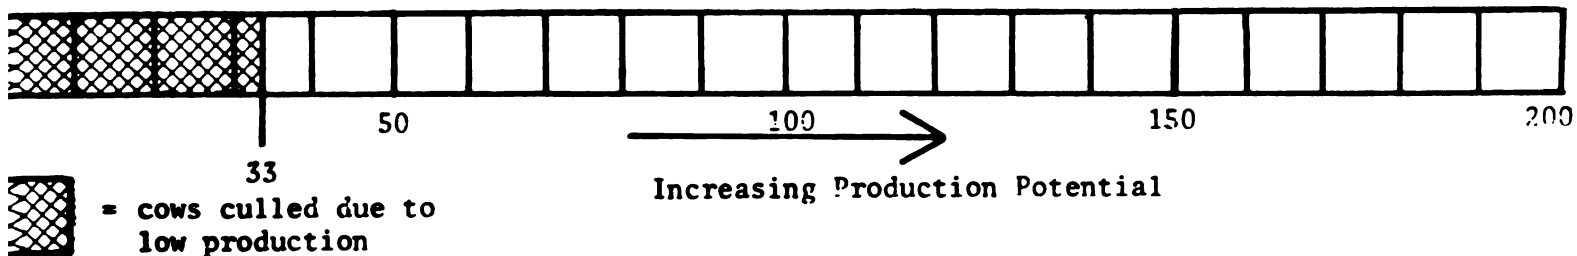 50 100 150 200
33
Increasing Production Potential
= cows culled due to
low production